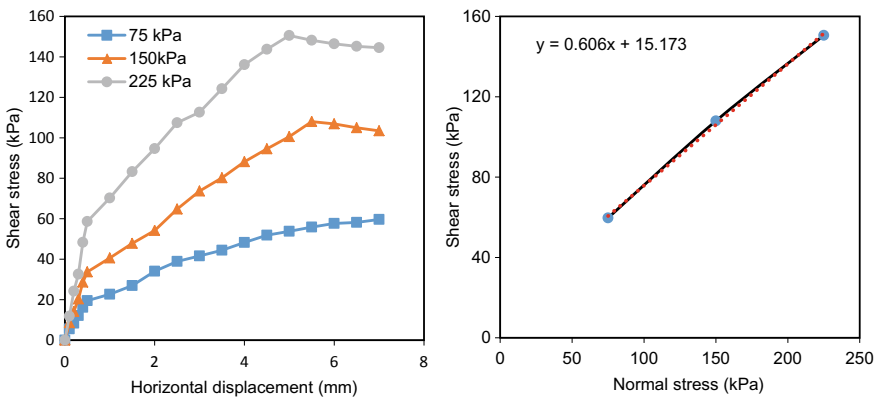 160
140
120
100
80
60
40
20
0
0 2 4 6 8
Shear stress (kPa)
Horizontal displacement (mm)
75 kPa
150kPa
225 kPa
160
120
80
40
0
0 50 100 150 200 250
Shear stress (kPa)
Normal stress (kPa)
y = 0.606x + 15.173